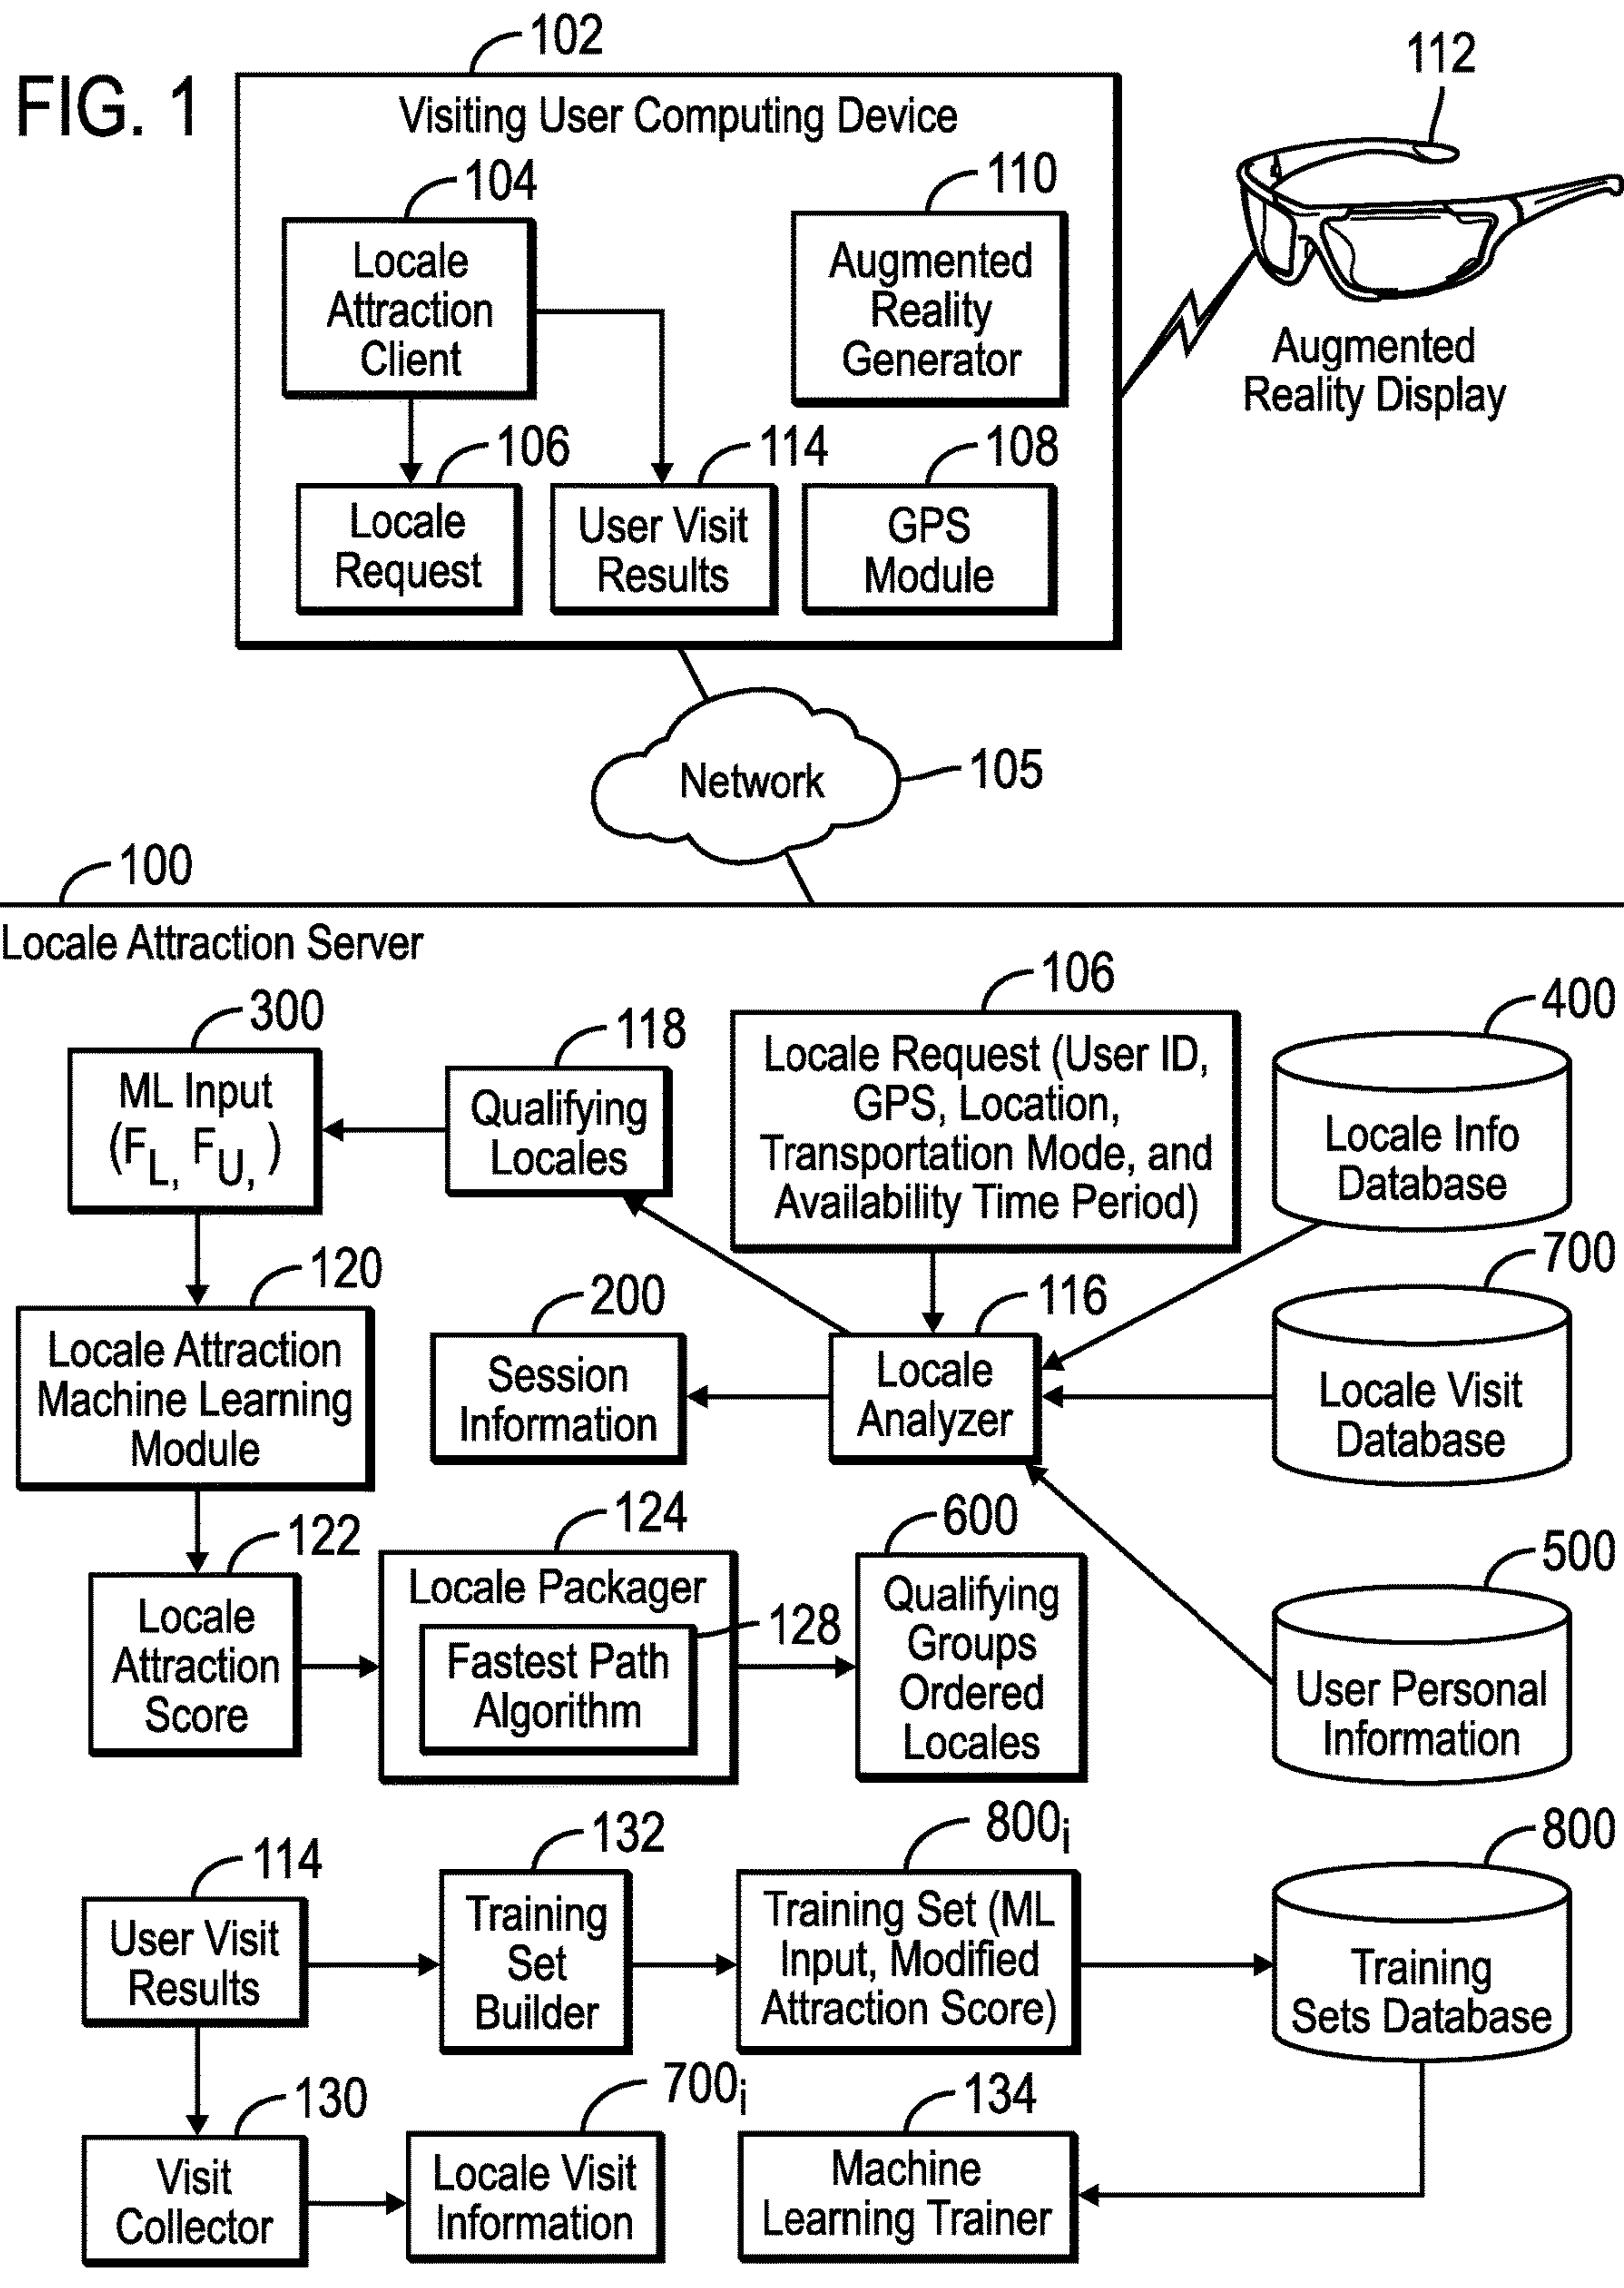 FIG. 1
102
Visiting User Computing Device
112
104
Locale
Attraction
Client
110
Augmented
Reality
Generator
Augmented
Reality Display
106
Locale
Request
114
User Visit
Results
108
GPS
Module
Network
105
100
Locale Attraction Server
300
ML Input
(FL, FU, )
118
Qualifying
Locales
106
Locale Request (User ID,
GPS, Location,
Transportation Mode, and
Availability Time Period)
400
Locale Info
Database
120
Locale Attraction
Machine Learning
Module
200
Session
Information
116
Locale
Analyzer
700
Locale Visit
Database
122
Locale
Attraction
Score
124
Locale Packager
128
Fastest Path
Algorithm
600
Qualifying
Groups
Ordered
Locales
500
User Personal
Information
114
User Visit
Results
132
Training
Set
Builder
800i
Training Set (ML
Input, Modified
Attraction Score)
800
Training
Sets Database
130
Visit
Collector
700i
Locale Visit
Information
134
Machine
Learning Trainer